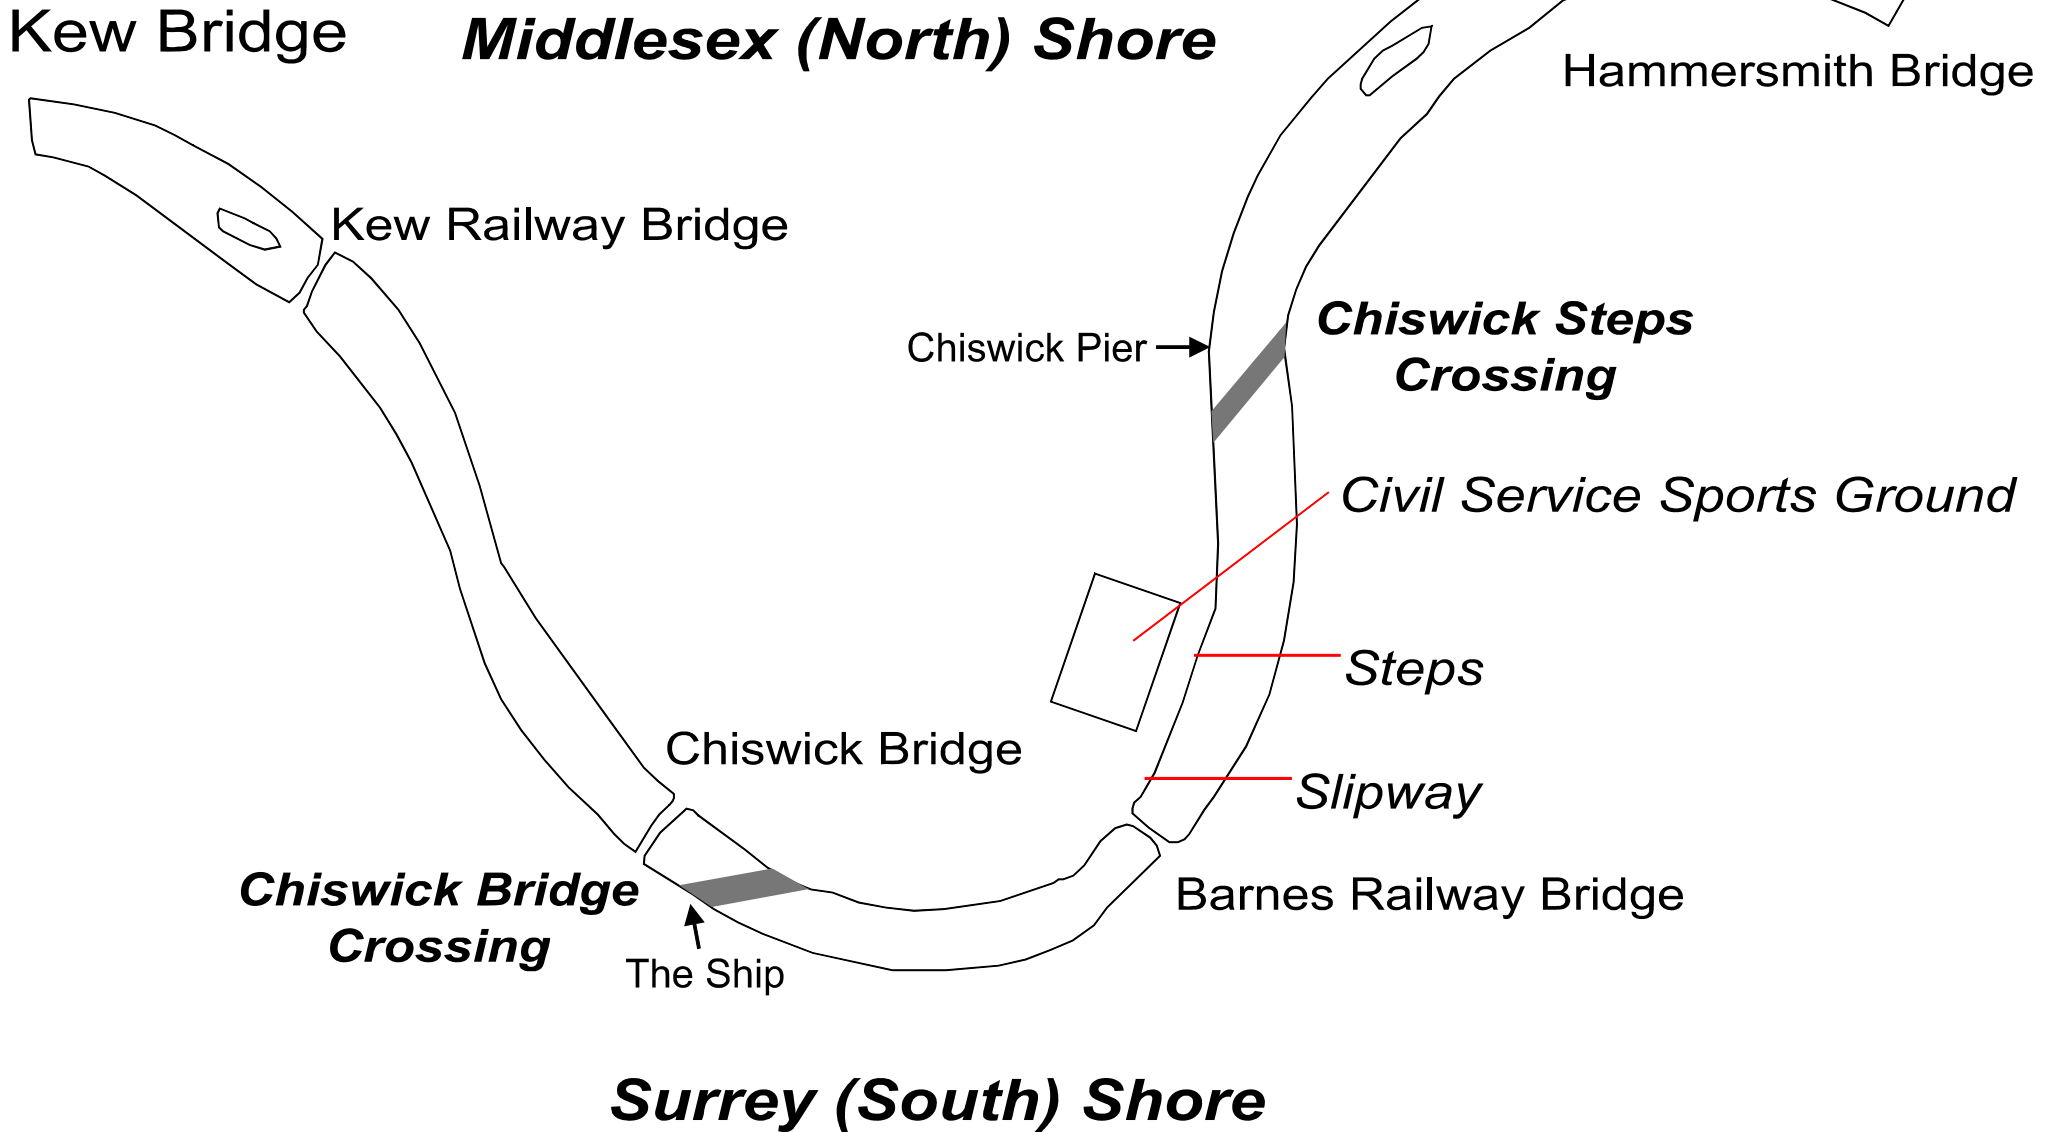 Kew Bridge
Middlesex (North) Shore
Hammersmith Bridge
Kew Railway Bridge
Chiswick Pier
Chiswick Steps
Crossing
Civil Service Sports Ground
Steps
Chiswick Bridge
Slipway
Chiswick Bridge
Crossing
Barnes Railway Bridge
The Ship
Surrey (South) Shore